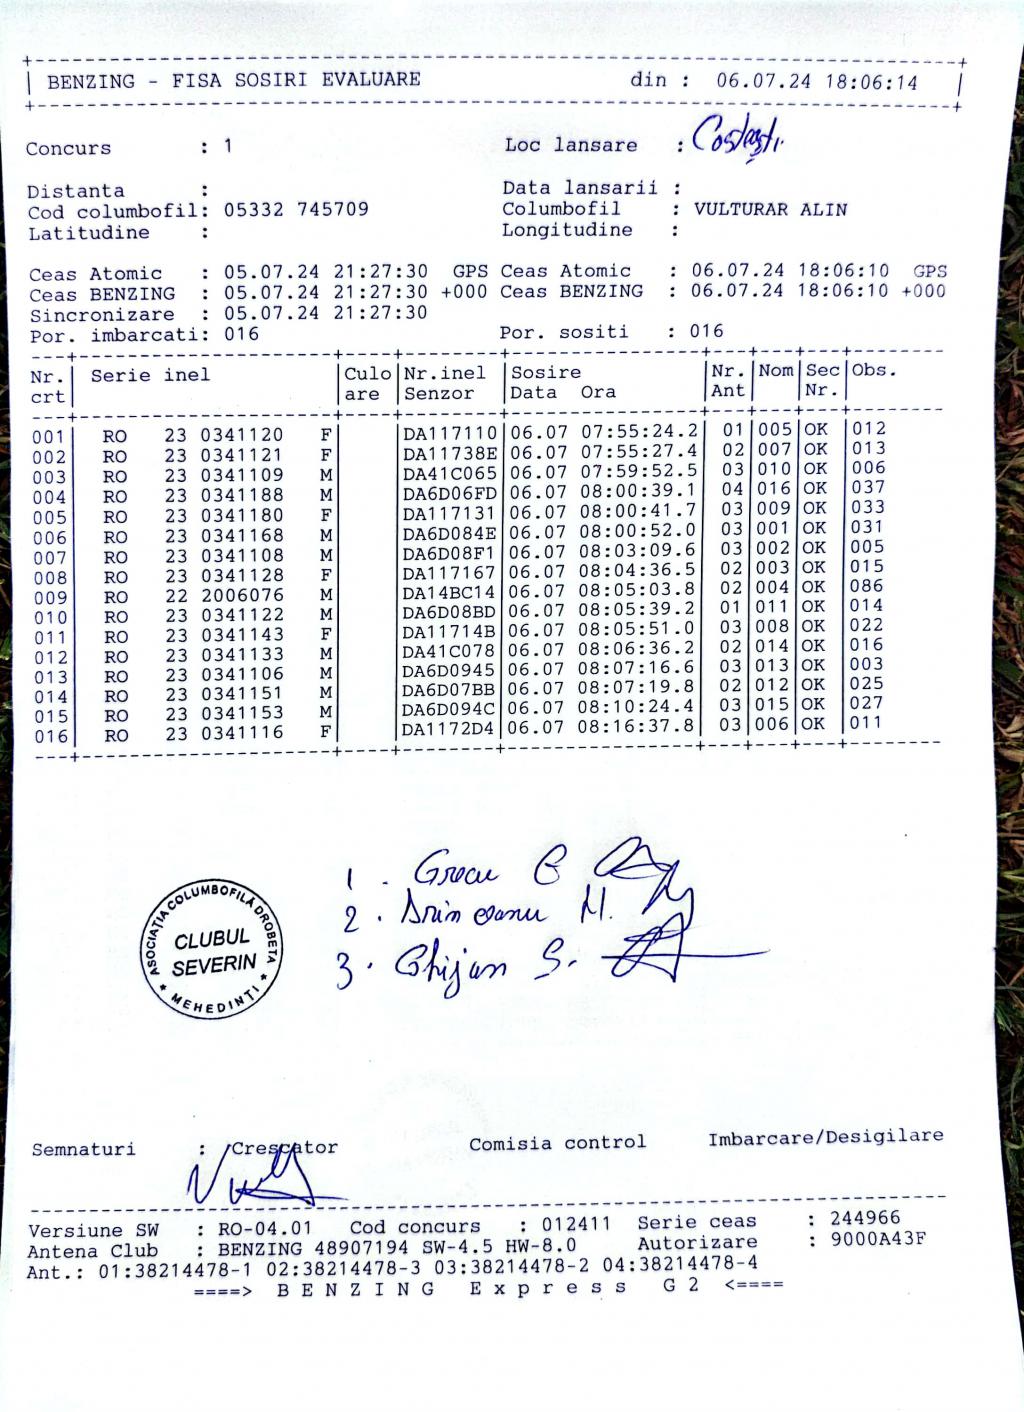 BENZING - FISA SOSIRI EVALUARE din : 06.07.24 18:06:14
Concurs : 1 Loc lansare : Costești
Distanta : Data lansarii :
Cod columbofil: 05332 745709 Columbofil : VULTURAR ALIN
Latitudine : Longitudine :
Ceas Atomic : 05.07.24 21:27:30 GPS Ceas Atomic : 06.07.24 18:06:10 GPS
Ceas BENZING : 05.07.24 21:27:30 +000 Ceas BENZING : 06.07.24 18:06:10 +000
Sincronizare : 05.07.24 21:27:30
Por. imbarcati: 016 Por. sositi : 016
Nr. Serie inel Culo Nr.inel Sosire Nr. Nom Sec Obs.
crt are Senzor Data Ora Ant Nr.
001 RO 23 0341120 F DA117110 06.07 07:55:24.2 01 005 OK 012
002 RO 23 0341121 F DA11738E 06.07 07:55:27.4 02 007 OK 013
003 RO 23 0341109 M DA41C065 06.07 07:59:52.5 03 010 OK 006
004 RO 23 0341188 M DA6D06FD 06.07 08:00:39.1 04 016 OK 037
005 RO 23 0341180 F DA117131 06.07 08:00:41.7 03 009 OK 033
006 RO 23 0341168 M DA6D084E 06.07 08:00:52.0 03 001 OK 031
007 RO 23 0341108 M DA6D08F1 06.07 08:03:09.6 03 002 OK 005
008 RO 23 0341128 F DA117167 06.07 08:04:36.5 02 003 OK 015
009 RO 22 2006076 M DA14BC14 06.07 08:05:03.8 02 004 OK 086
010 RO 23 0341122 M DA6D08BD 06.07 08:05:39.2 01 011 OK 014
011 RO 23 0341143 F DA11714B 06.07 08:05:51.0 03 008 OK 022
012 RO 23 0341133 M DA41C078 06.07 08:06:36.2 02 014 OK 016
013 RO 23 0341106 M DA6D0945 06.07 08:07:16.6 03 013 OK 003
014 RO 23 0341151 M DA6D07BB 06.07 08:07:19.8 02 012 OK 025
015 RO 23 0341153 M DA6D094C 06.07 08:10:24.4 03 015 OK 027
016 RO 23 0341116 F DA1172D4 06.07 08:16:37.8 03 006 OK 011
1. Grecu G
2. M.
3. Ghijan S.
ASOCIAȚIA COLUMBOFILĂ DROBETA
CLUBUL
SEVERIN
* MEHEDINTI *
Semnaturi : Crescator Comisia control Imbarcare/Desigilare
Versiune SW : RO-04.01 Cod concurs : 012411 Serie ceas : 244966
Antena Club : BENZING 48907194 SW-4.5 HW-8.0 Autorizare : 9000A43F
Ant.: 01:38214478-1 02:38214478-3 03:38214478-2 04:38214478-4
====> B E N Z I N G E x p r e s s G 2 <====